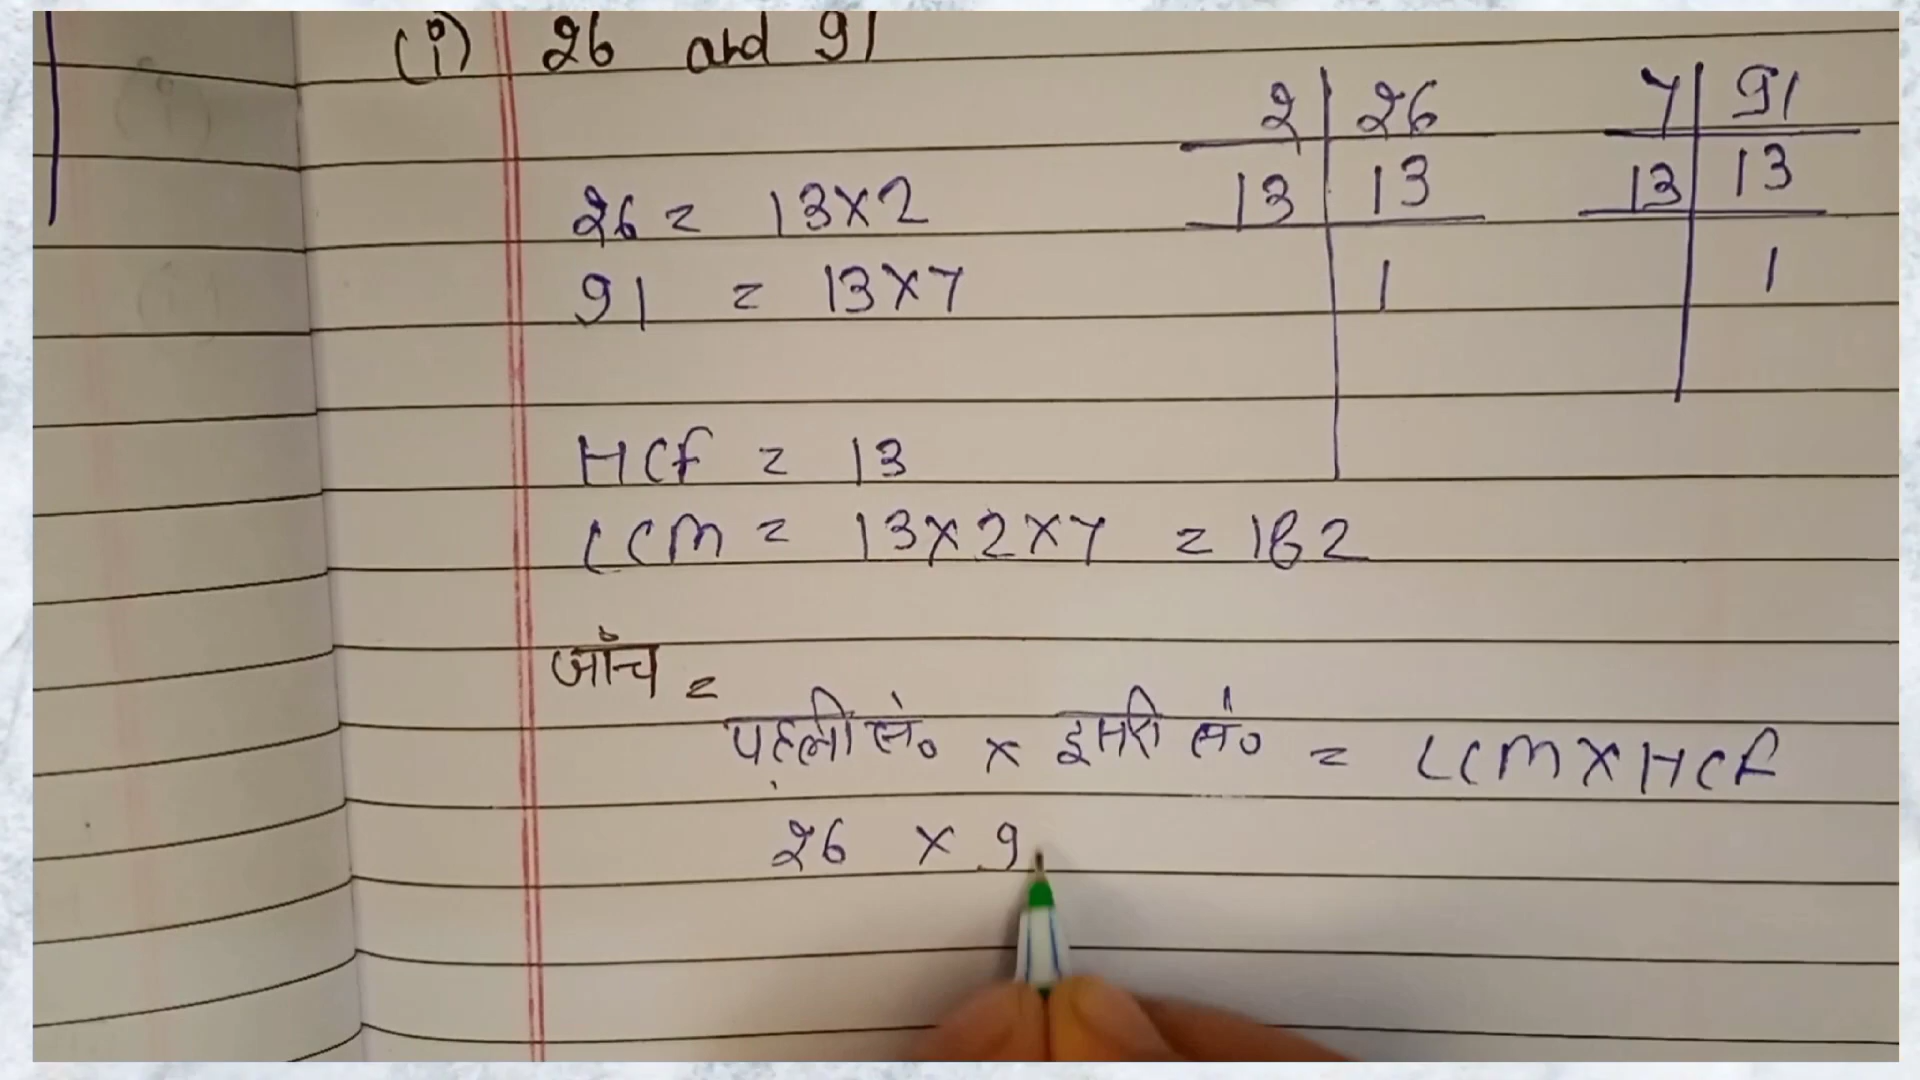 (i) 26 and 91
2 | 26
13 | 13
1
7 | 91
13 | 13
1
26 = 13×2
91 = 13×7
HCF = 13
LCM = 13×2×7 = 182
जाँच =
पहली सं० × दूसरी सं० = LCM×HCF
26 × 9